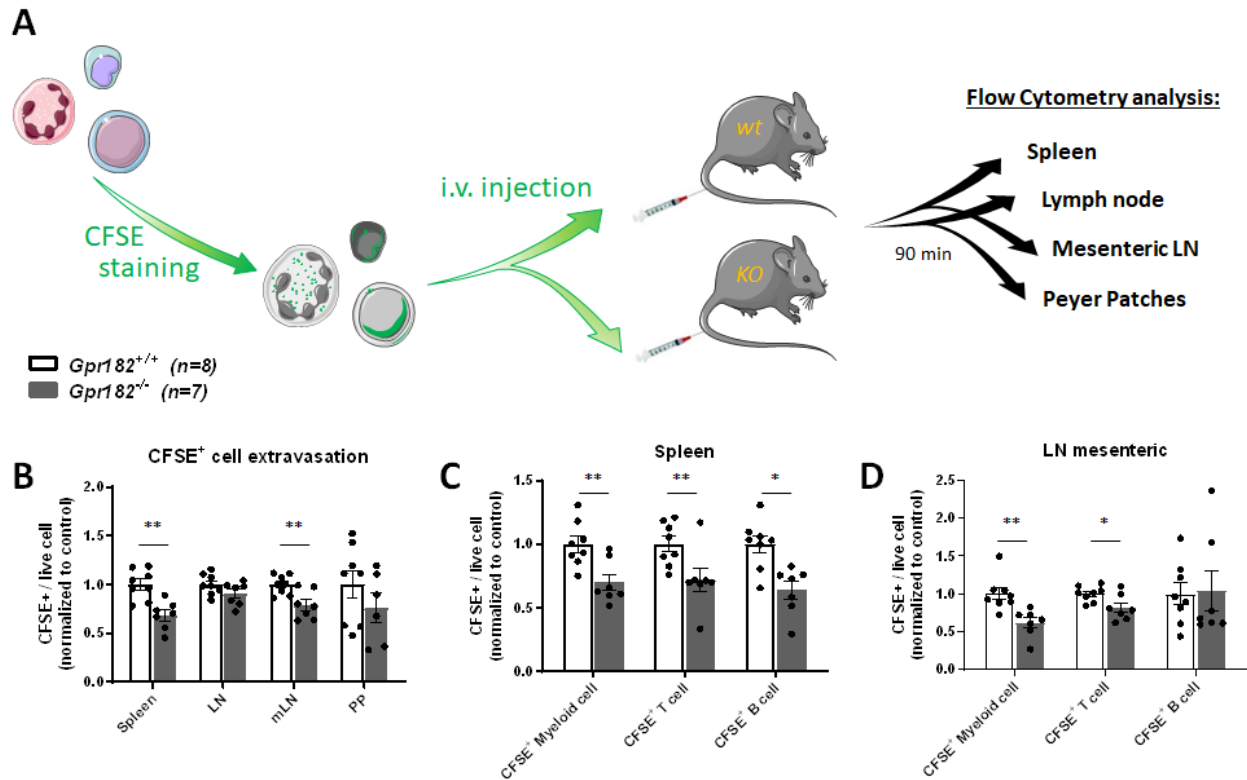 A
CFSE
staining
i.v. injection
wt
KO
90 min
Flow Cytometry analysis:
Spleen
Lymph node
Mesenteric LN
Peyer Patches
Gpr182+/+ (n=8)
Gpr182-/- (n=7)
B
CFSE+ cell extravasation
CFSE+ / live cell
(normalized to control)
2.0
1.5
1.0
0.5
0.0
** **
Spleen
LN
mLN
PP
C
Spleen
CFSE+ / live cell
(normalized to control)
1.5
1.0
0.5
0.0
** ** *
CFSE+ Myeloid cell
CFSE+ T cell
CFSE+ B cell
D
LN mesenteric
CFSE+ / live cell
(normalized to control)
2.5
2.0
1.5
1.0
0.5
0.0
** *
CFSE+ Myeloid cell
CFSE+ T cell
CFSE+ B cell